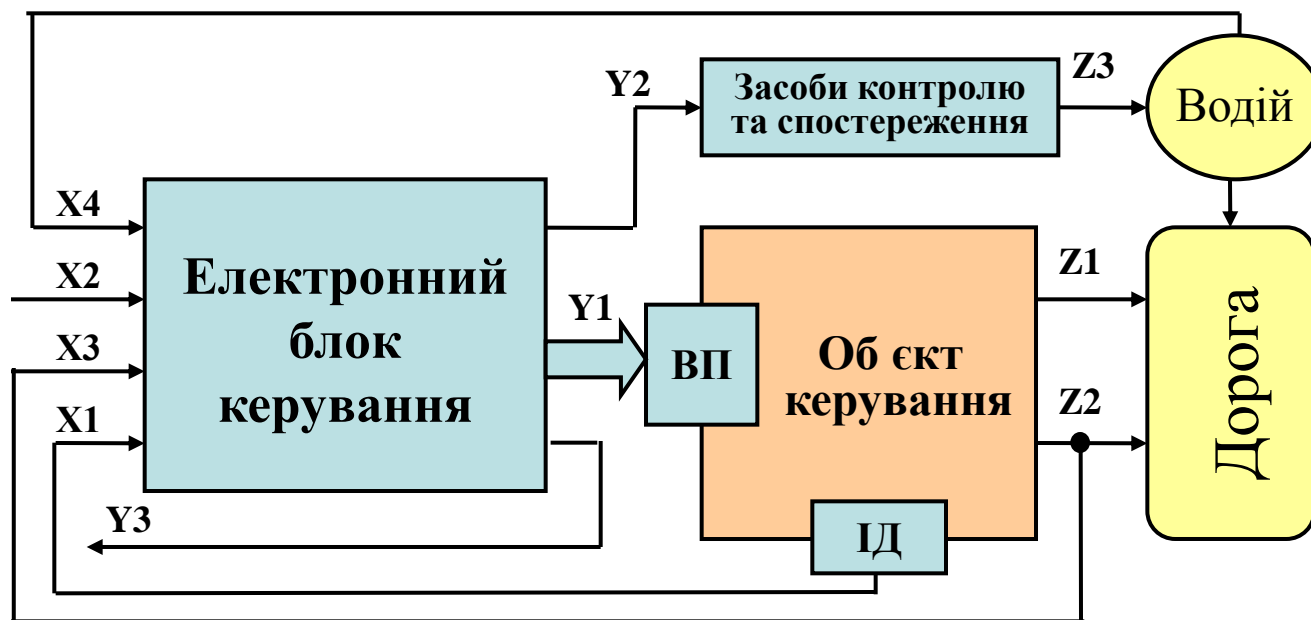 Y2
Засоби контролю
та спостереження
Z3
Водій
X4
X2
X3
X1
Електронний
блок
керування
Y1
ВП
Об єкт
керування
Z1
Z2
Дорога
Y3
ІД